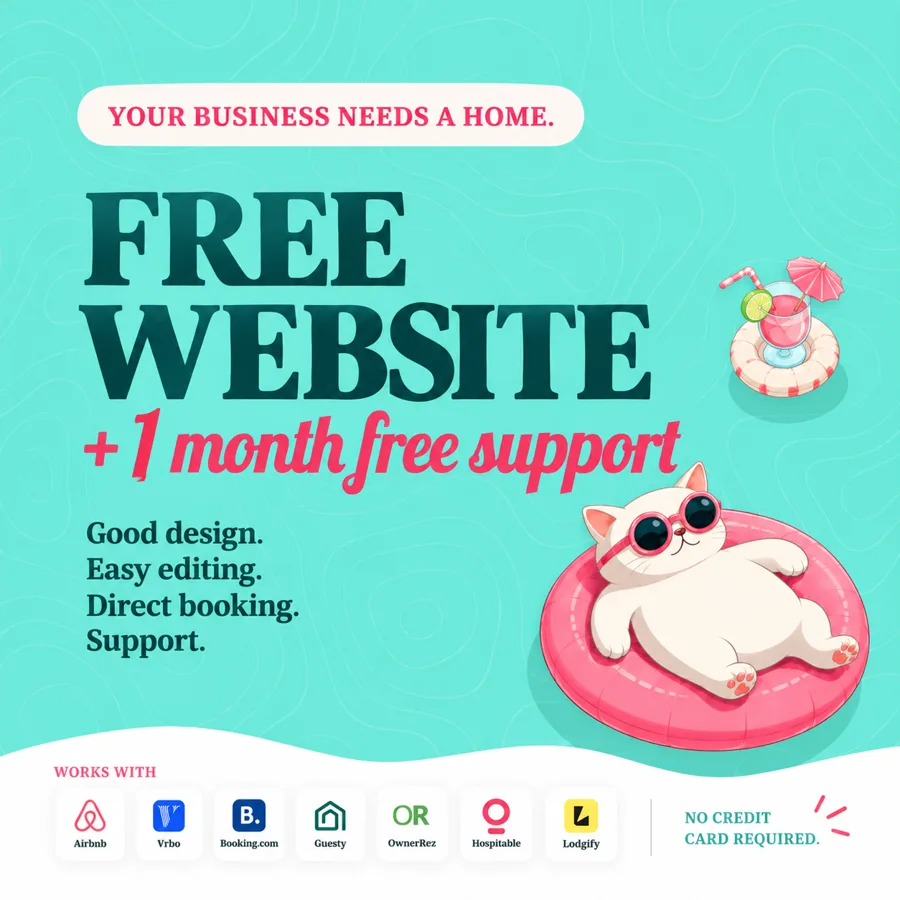 YOUR BUSINESS NEEDS A HOME.
FREE
WEBSITE
+ 1 month free support
Good design.
Easy editing.
Direct booking.
Support.
WORKS WITH
Airbnb
V
Vrbo
B.
Booking.com
Guesty
OR
OwnerRez
Hospitable
L
Lodgify
NO CREDIT
CARD REQUIRED.